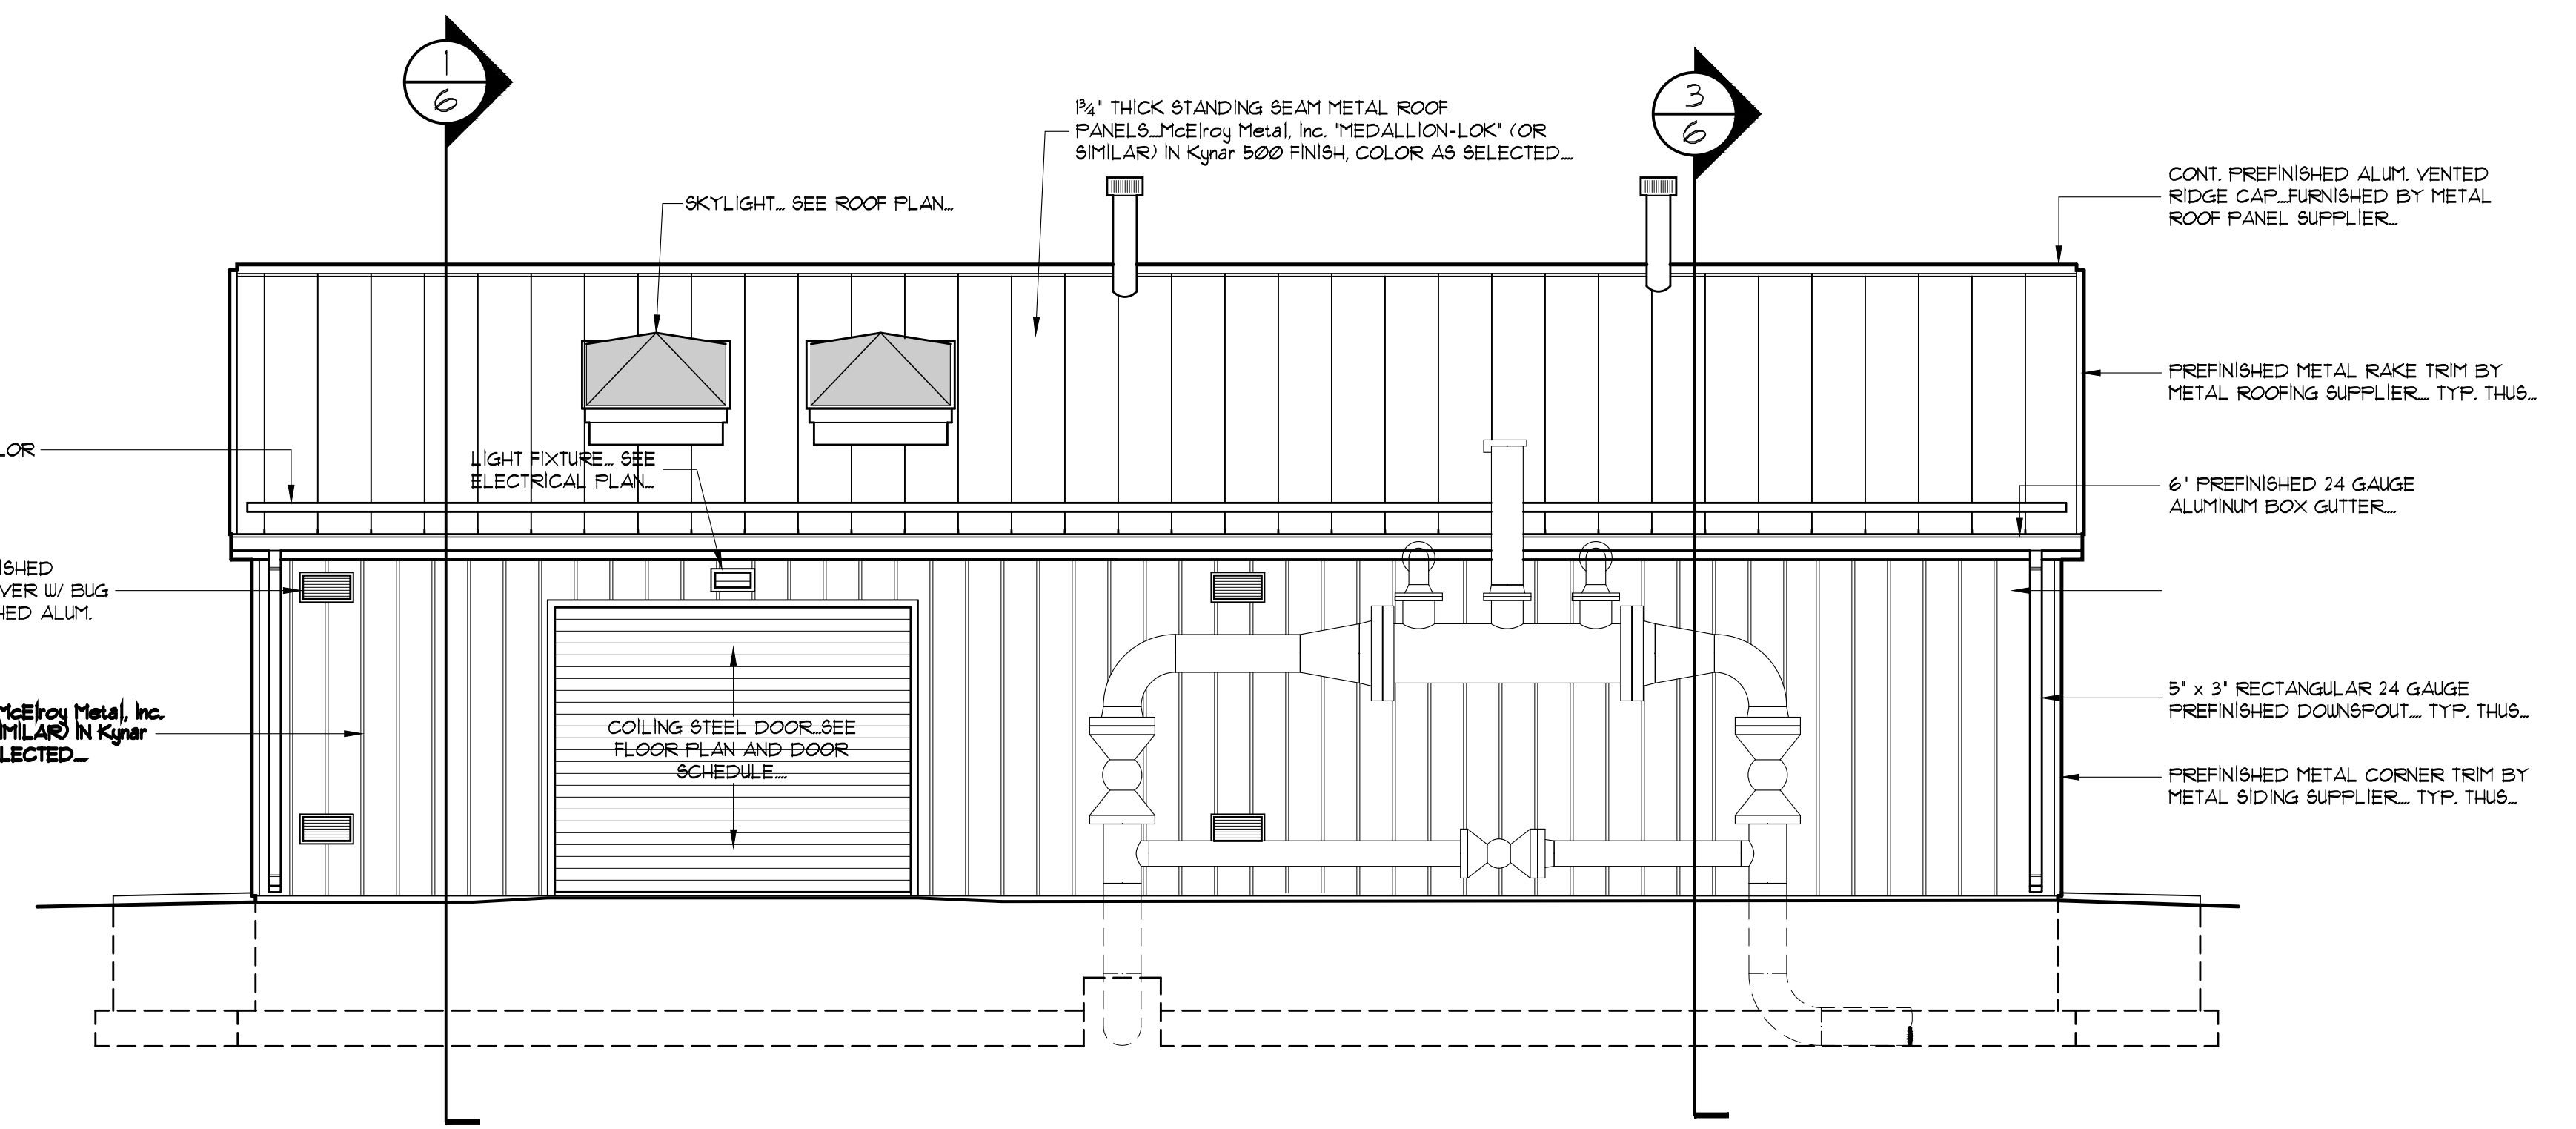 1
6
3
6
1¾" THICK STANDING SEAM METAL ROOF
PANELS...McElroy Metal, Inc. "MEDALLION-LOK" (OR
SIMILAR) IN Kynar 500 FINISH, COLOR AS SELECTED....
SKYLIGHT... SEE ROOF PLAN...
CONT. PREFINISHED ALUM. VENTED
RIDGE CAP...FURNISHED BY METAL
ROOF PANEL SUPPLIER...
PREFINISHED METAL RAKE TRIM BY
METAL ROOFING SUPPLIER.... TYP. THUS...
LOR
LIGHT FIXTURE... SEE
ELECTRICAL PLAN...
6" PREFINISHED 24 GAUGE
ALUMINUM BOX GUTTER....
SHED
VER W/ BUG
HED ALUM.
McElroy Metal, Inc.
IMILAR) IN Kynar
LECTED...
COILING STEEL DOOR...SEE
FLOOR PLAN AND DOOR
SCHEDULE....
5" x 3" RECTANGULAR 24 GAUGE
PREFINISHED DOWNSPOUT.... TYP. THUS...
PREFINISHED METAL CORNER TRIM BY
METAL SIDING SUPPLIER.... TYP. THUS...